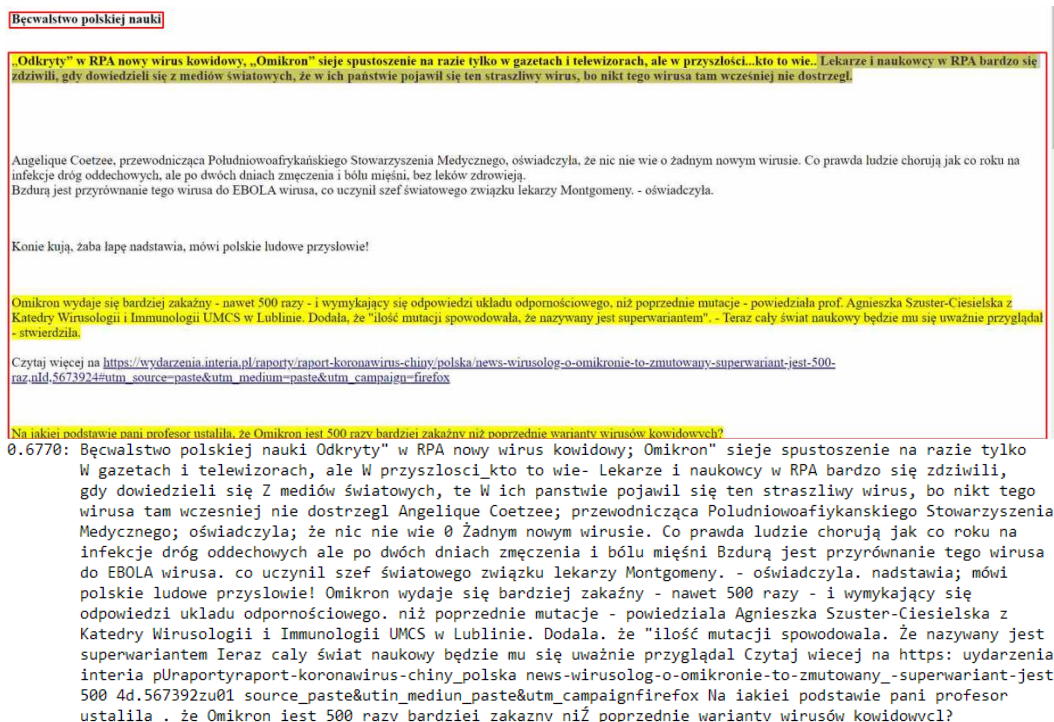 Bęcwalstwo polskiej nauki
„Odkryty” w RPA nowy wirus kowidowy, „Omikron” sieje spustoszenie na razie tylko w gazetach i telewizorach, ale w przyszłości...kto to wie.. Lekarze i naukowcy w RPA bardzo się
zdziwili, gdy dowiedzieli się z mediów światowych, że w ich państwie pojawił się ten straszliwy wirus, bo nikt tego wirusa tam wcześniej nie dostrzegł.
Angelique Coetzee, przewodnicząca Południowoafrykańskiego Stowarzyszenia Medycznego, oświadczyła, że nic nie wie o żadnym nowym wirusie. Co prawda ludzie chorują jak co roku na
infekcje dróg oddechowych, ale po dwóch dniach zmęczenia i bólu mięśni, bez leków zdrowieją.
Bzdurą jest przyrównanie tego wirusa do EBOLA wirusa, co uczynił szef światowego związku lekarzy Montgomeny. - oświadczyła.
Konie kują, żaba łapę nadstawia, mówi polskie ludowe przysłowie!
Omikron wydaje się bardziej zakaźny - nawet 500 razy - i wymykający się odpowiedzi układu odpornościowego, niż poprzednie mutacje - powiedziała prof. Agnieszka Szuster-Ciesielska z
Katedry Wirusologii i Immunologii UMCS w Lublinie. Dodała, że "ilość mutacji spowodowała, że nazywany jest superwariantem". - Teraz cały świat naukowy będzie mu się uważnie przyglądał
- stwierdziła.
Czytaj więcej na https://wydarzenia.interia.pl/raporty/raport-koronawirus-chiny/polska/news-wirusolog-o-omikronie-to-zmutowany-superwariant-jest-500-
raz,nId,5673924#utm_source=paste&utm_medium=paste&utm_campaign=firefox
Na jakiej podstawie pani profesor ustaliła, że Omikron jest 500 razy bardziej zakaźny niż poprzednie warianty wirusów kowidowych?
0.6770: Bęcwalstwo polskiej nauki Odkryty" w RPA nowy wirus kowidowy; Omikron" sieje spustoszenie na razie tylko
W gazetach i telewizorach, ale W przyszlosci_kto to wie- Lekarze i naukowcy w RPA bardzo się zdziwili,
gdy dowiedzieli się Z mediów światowych, te W ich panstwie pojawil się ten straszliwy wirus, bo nikt tego
wirusa tam wczesniej nie dostrzegl Angelique Coetzee; przewodnicząca Poludniowoafiykanskiego Stowarzyszenia
Medycznego; oświadczyla; że nic nie wie 0 Żadnym nowym wirusie. Co prawda ludzie chorują jak co roku na
infekcje dróg oddechowych ale po dwóch dniach zmęczenia i bólu mięśni Bzdurą jest przyrównanie tego wirusa
do EBOLA wirusa. co uczynil szef światowego związku lekarzy Montgomeny. - oświadczyla. nadstawia; mówi
polskie ludowe przyslowie! Omikron wydaje się bardziej zakaźny - nawet 500 razy - i wymykający się
odpowiedzi ukladu odpornościowego. niż poprzednie mutacje - powiedziala Agnieszka Szuster-Ciesielska z
Katedry Wirusologii i Immunologii UMCS w Lublinie. Dodala. że "ilość mutacji spowodowala. Że nazywany jest
superwariantem Ieraz caly świat naukowy będzie mu się uważnie przyglądal Czytaj wiecej na https: uydarzenia
interia pUraportyraport-koronawirus-chiny_polska news-wirusolog-o-omikronie-to-zmutowany_-superwariant-jest
500 4d.567392zu01 source_paste&utin_mediun_paste&utm_campaignfirefox Na iakiei podstawie pani profesor
ustalila . że Omikron iest 500 razy bardziei zakazny niŹ poprzednie warianty wirusów kowidowycl?